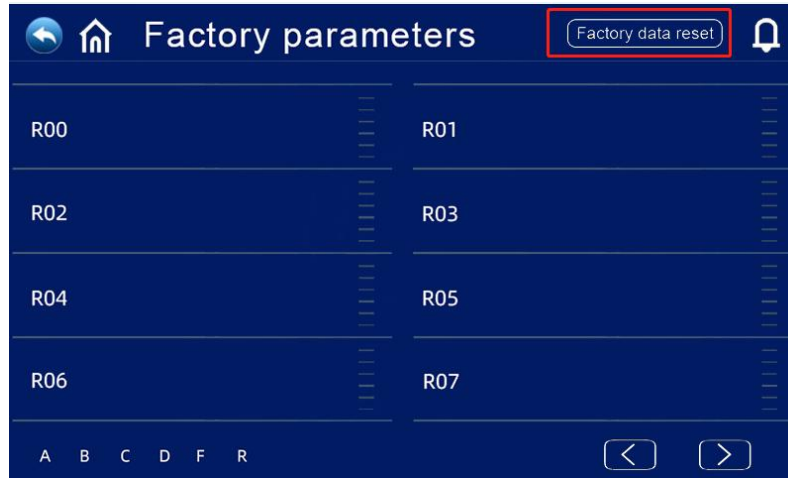 Factory parameters
Factory data reset
R00
R01
R02
R03
R04
R05
R06
R07
A B C D F R